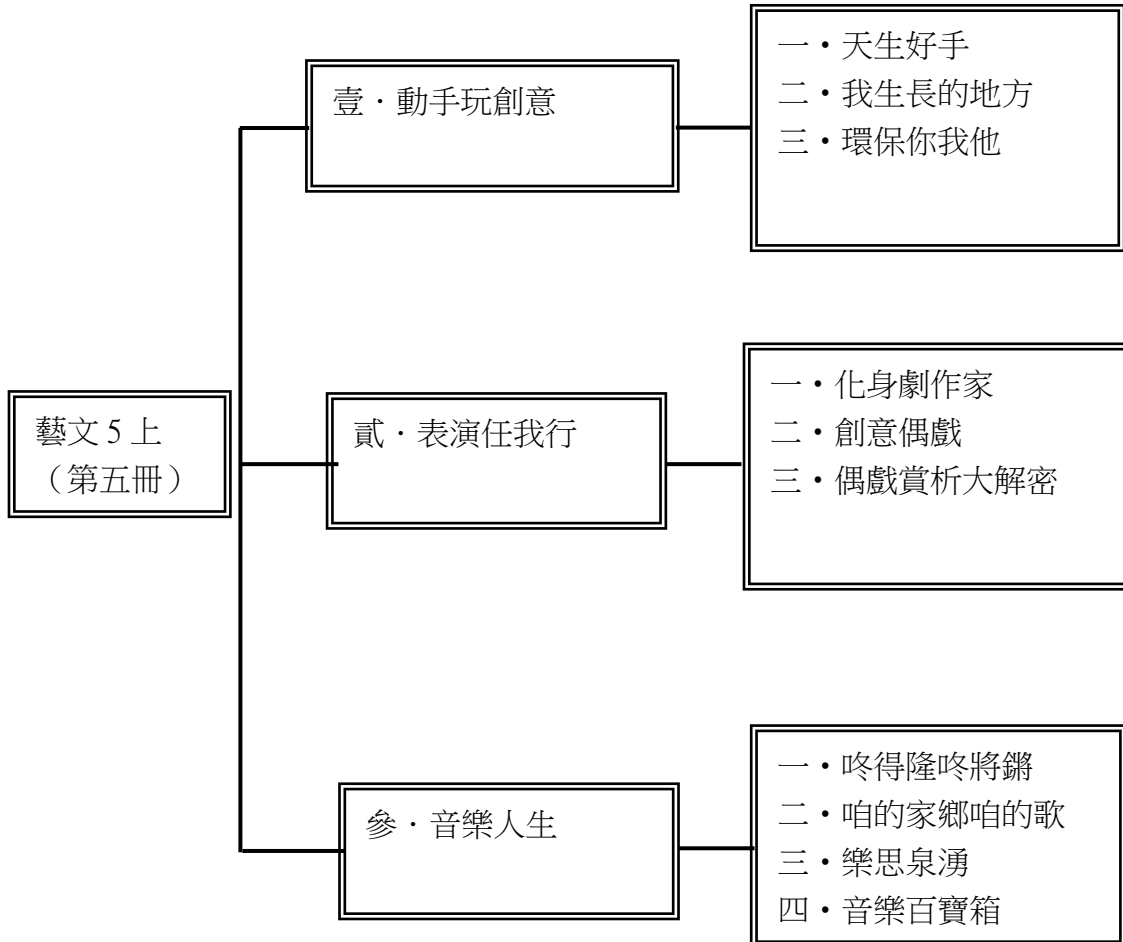 藝文 5 上
（第五冊）
壹．動手玩創意
一・天生好手
二・我生長的地方
三・環保你我他
貳．表演任我行
一・化身劇作家
二・創意偶戲
三・偶戲賞析大解密
參．音樂人生
一・咚得隆咚將鏘
二・咱的家鄉咱的歌
三・樂思泉湧
四・音樂百寶箱